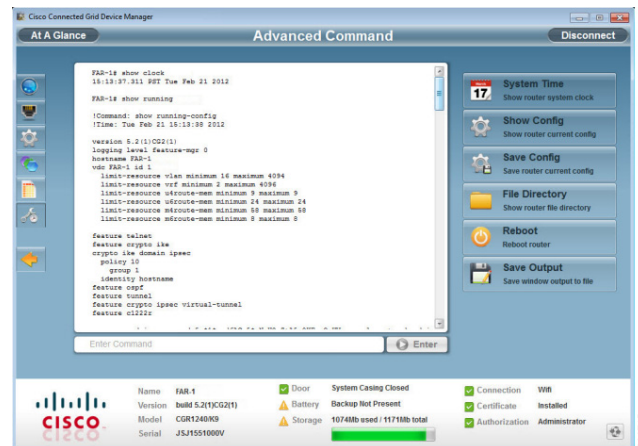 Cisco Connected Grid Device Manager
At A Glance
Advanced Command
Disconnect
FAR-1# show clock
15:13:37.311 PST Tue Feb 21 2012
FAR-1# show running
!Command: show running-config
!Time: Tue Feb 21 15:13:38 2012
version 5.2(1)CG2(1)
logging level feature-mgr 0
hostname FAR-1
vdc FAR-1 id 1
limit-resource vlan minimum 16 maximum 4094
limit-resource vrf minimum 2 maximum 4096
limit-resource u4route-mem minimum 9 maximum 9
limit-resource u6route-mem minimum 24 maximum 24
limit-resource m4route-mem minimum 58 maximum 58
limit-resource m6route-mem minimum 8 maximum 8
feature telnet
feature crypto ike
crypto ike domain ipsec
policy 10
group 1
identity hostname
feature ospf
feature tunnel
feature crypto ipsec virtual-tunnel
feature c1222r
Enter Command
Enter
17
System Time
Show router system clock
Show Config
Show router current config
Save Config
Save router current config
File Directory
Show router file directory
Reboot
Reboot router
Save Output
Save window output to file
CISCO
Name FAR-1
Version build 5.2(1)CG2(1)
Model CGR1240/K9
Serial JSJ1551000V
Door System Casing Closed
Battery Backup Not Present
Storage 1074Mb used / 1171Mb total
Connection Wifi
Certificate Installed
Authorization Administrator